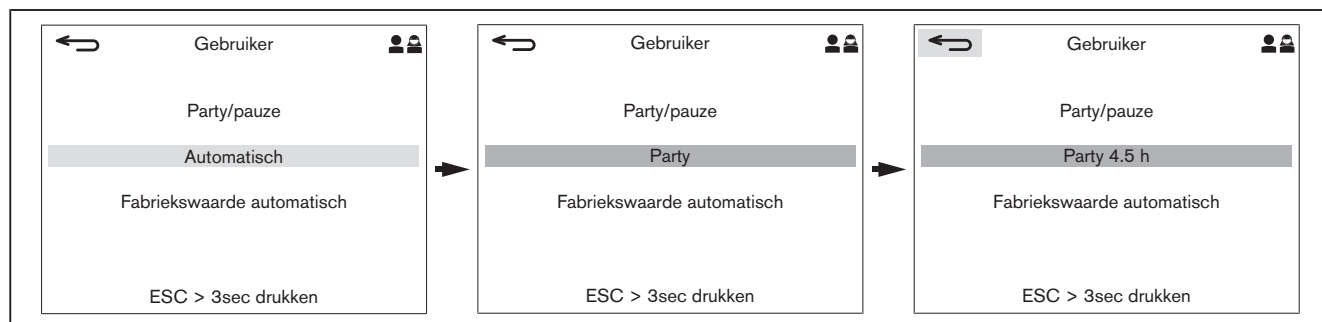 Gebruiker
Party/pauze
Automatisch
Fabriekswaarde automatisch
ESC > 3sec drukken
Gebruiker
Party/pauze
Party
Fabriekswaarde automatisch
ESC > 3sec drukken
Gebruiker
Party/pauze
Party 4.5 h
Fabriekswaarde automatisch
ESC > 3sec drukken